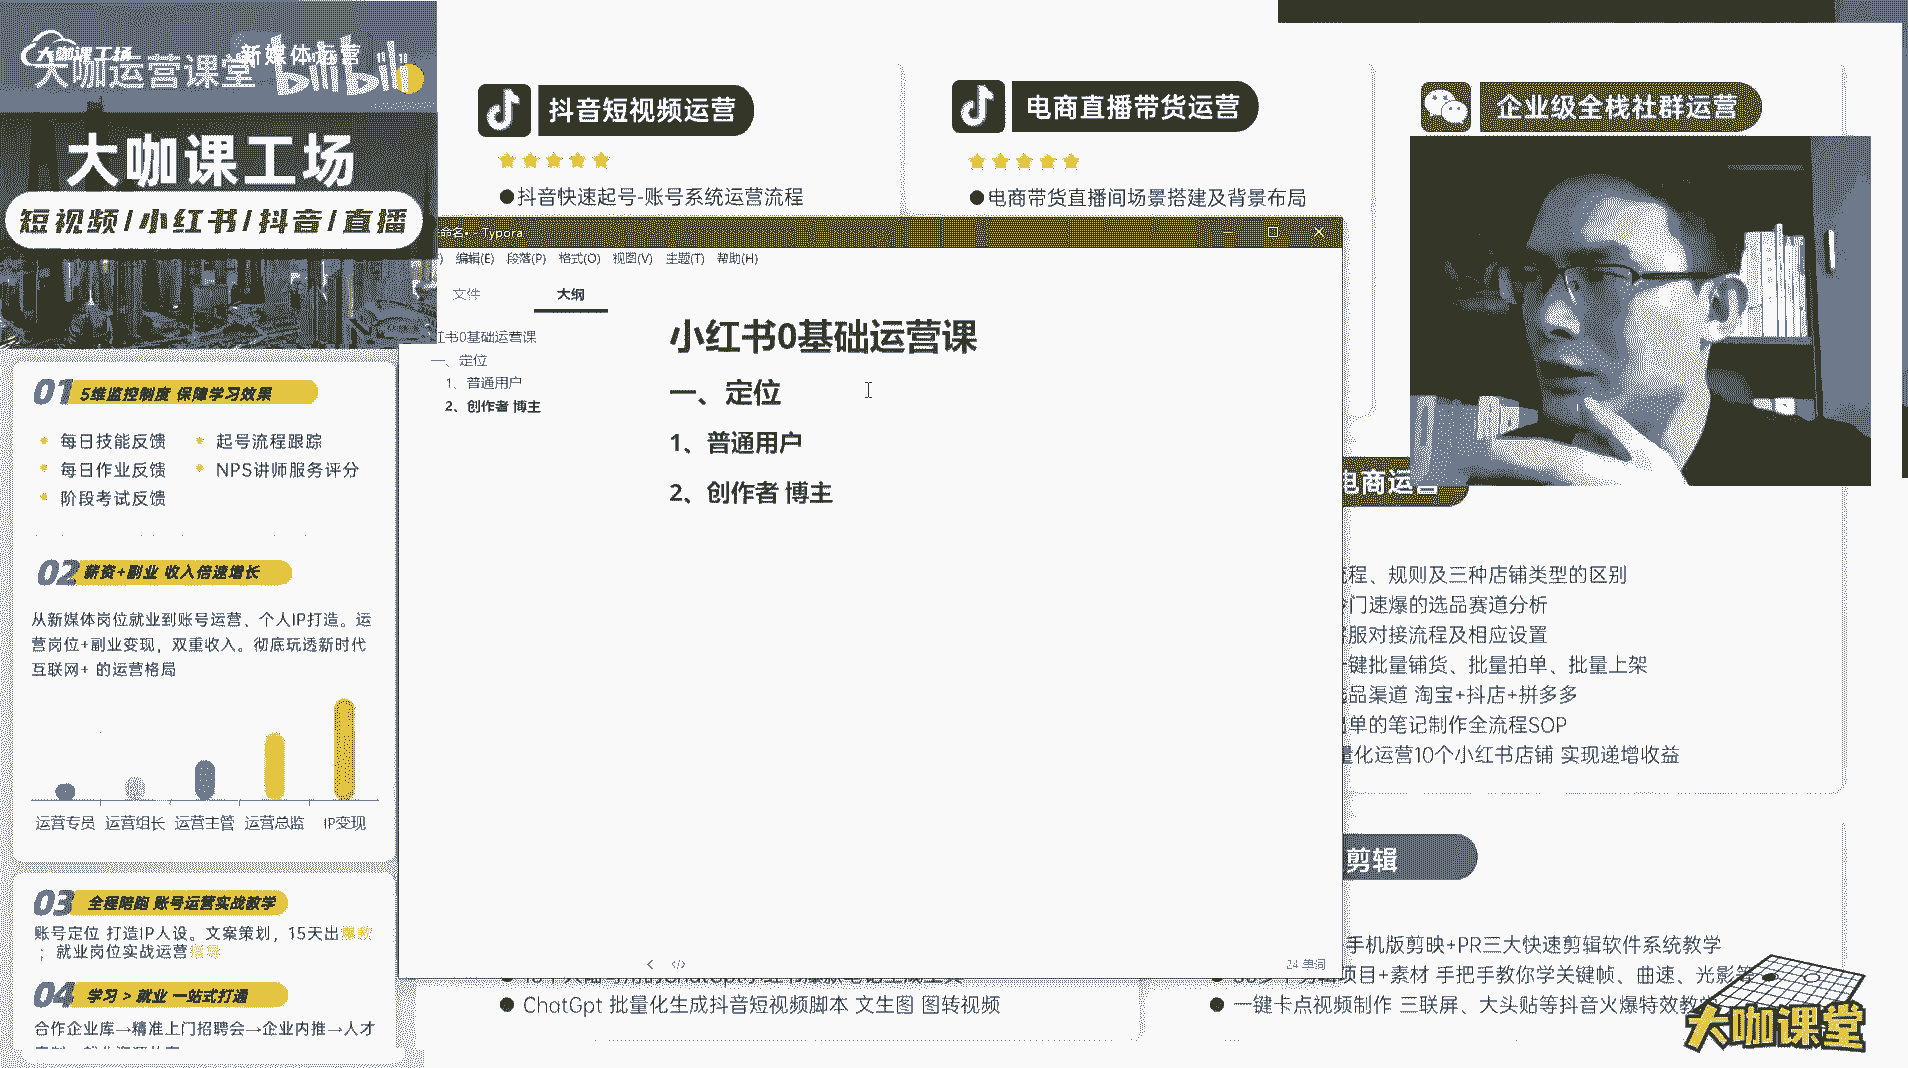 大咖课工场
新媒体运营
大咖运营课堂 bilibili
大咖课工场
短视频/小红书/抖音/直播
01 5维监控制度 保障学习效果
每日技能反馈
起号流程跟踪
每日作业反馈
NPS讲师服务评分
阶段考试反馈
02 薪资+副业 收入倍速增长
从新媒体岗位就业到账号运营、个人IP打造。运
营岗位+副业变现，双重收入。彻底玩透新时代
互联网+ 的运营格局
运营专员 运营组长 运营主管 运营总监 IP变现
03 全程陪跑 账号运营实战教学
账号定位 打造IP人设。文案策划，15天出爆款
；就业岗位实战运营指导
04 学习 > 就业 一站式打通
合作企业库→精准上门招聘会→企业内推→人才
抖音短视频运营
●抖音快速起号-账号系统运营流程
电商直播带货运营
●电商带货直播间场景搭建及背景布局
企业级全栈社群运营
命名• - Typora
) 编辑(E) 段落(P) 格式(O) 视图(V) 主题(T) 帮助(H)
文件 大纲
红书0基础运营课
一、定位
1、普通用户
2、创作者 博主
小红书0基础运营课
一、定位
1、普通用户
2、创作者 博主
</>
24 单词
电商运营
流程、规则及三种店铺类型的区别
门速爆的选品赛道分析
客服对接流程及相应设置
一键批量铺货、批量拍单、批量上架
选品渠道 淘宝+抖店+拼多多
出单的笔记制作全流程SOP
量化运营10个小红书店铺 实现递增收益
剪辑
手机版剪映+PR三大快速剪辑软件系统教学
项目+素材 手把手教你学关键帧、曲速、光影等
● 一键卡点视频制作 三联屏、大头贴等抖音火爆特效教学
● ChatGpt 批量化生成抖音短视频脚本 文生图 图转视频
大咖课堂